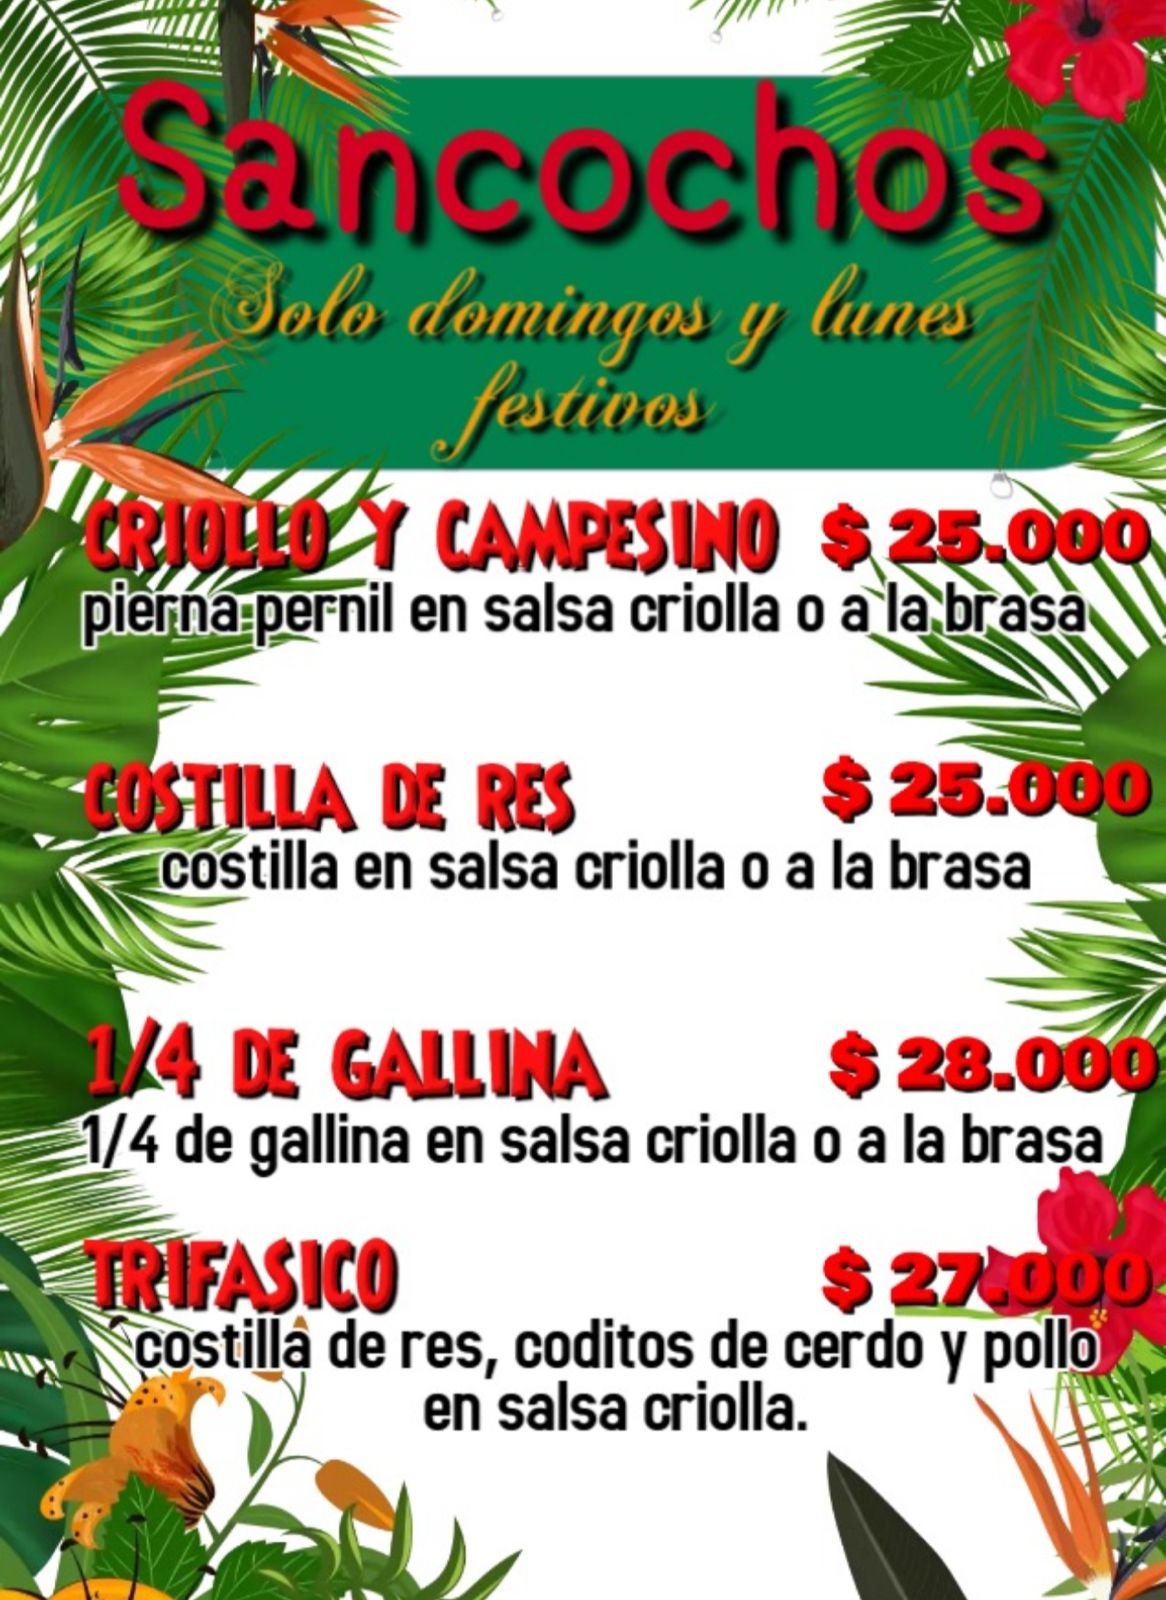 Sancochos
Solo domingos y lunes
festivos
CRIOLLO Y CAMPESINO $ 25.000
pierna pernil en salsa criolla o a la brasa
COSTILLA DE RES $ 25.000
costilla en salsa criolla o a la brasa
1/4 DE GALLINA $ 28.000
1/4 de gallina en salsa criolla o a la brasa
TRIFASICO $ 27.000
costilla de res, coditos de cerdo y pollo
en salsa criolla.